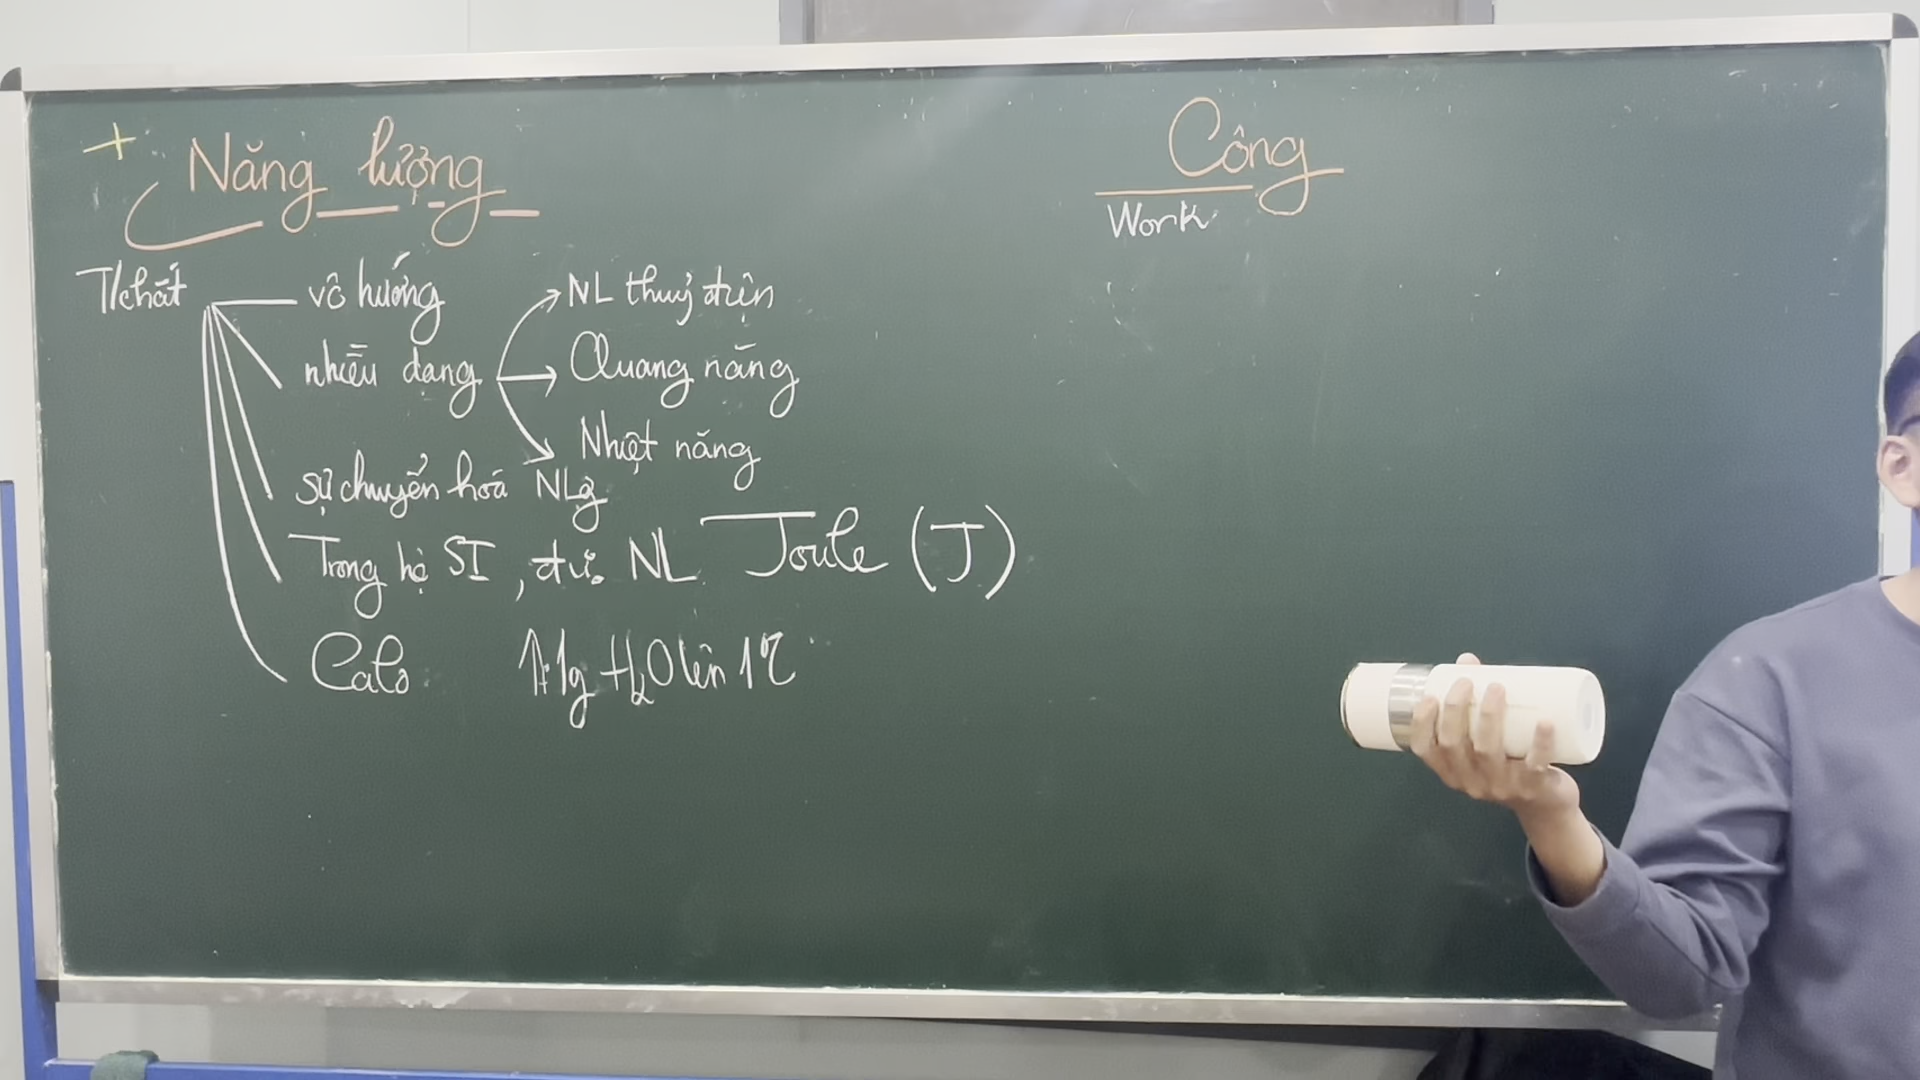 Năng lượng
T/chất
vô hướng
nhiều dạng
NL thuỷ điện
Quang năng
Nhiệt năng
sự chuyển hoá NLg
Trong hệ SI, đvị NL Joule (J)
Calo 1g H₂O lên 1°C
Công
Work